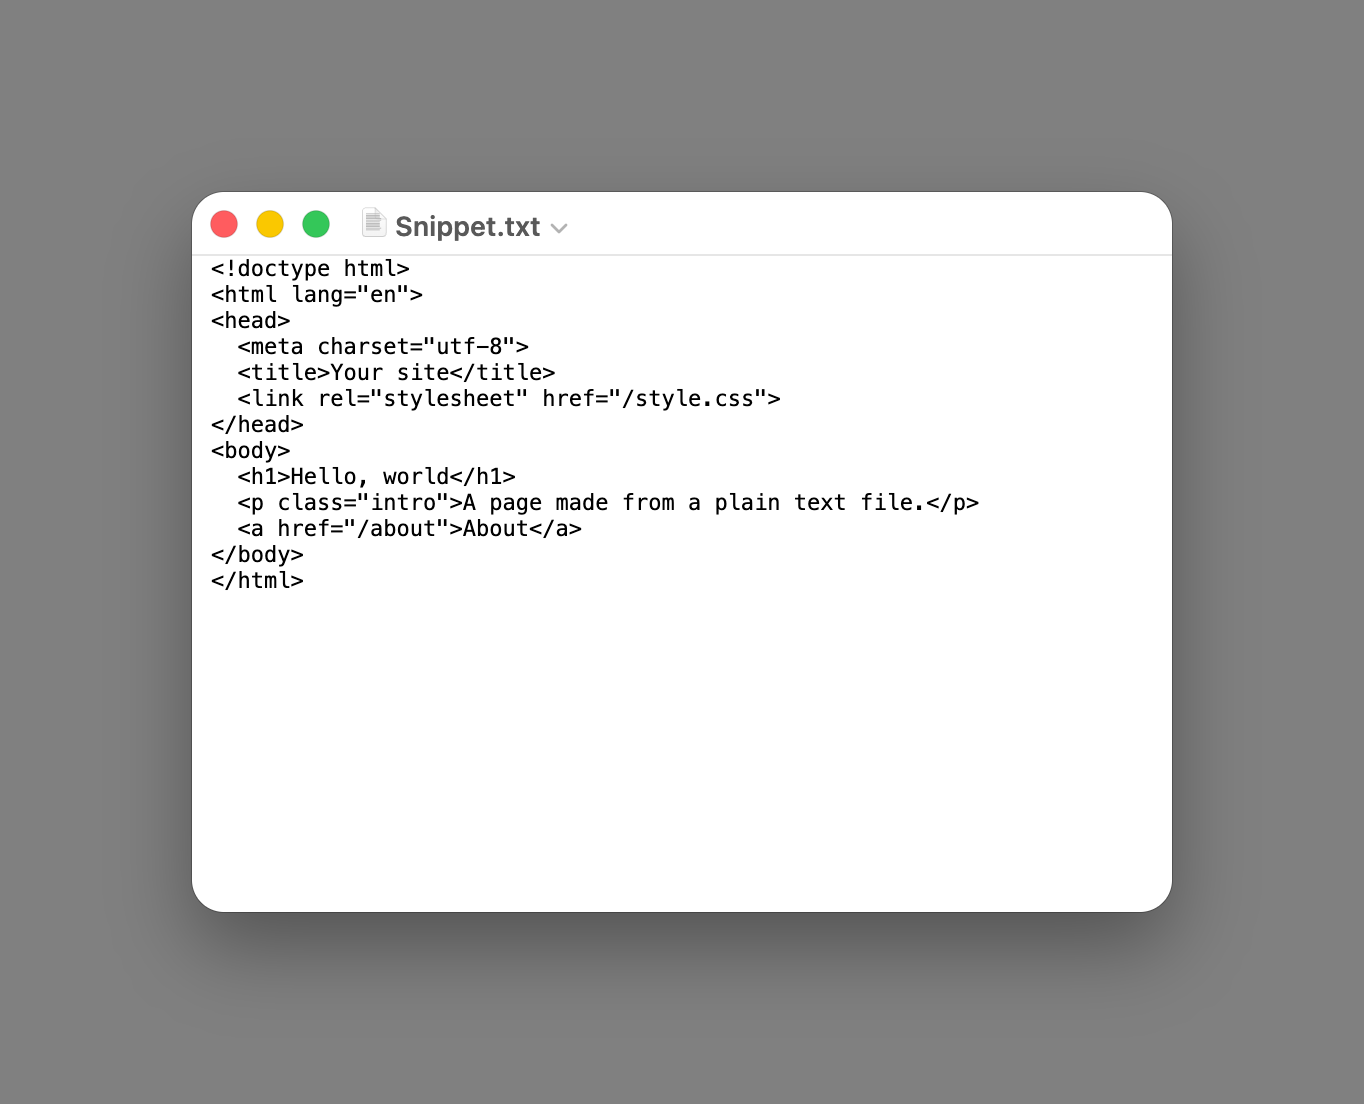 Snippet.txt
<!doctype html>
<html lang="en">
<head>
  <meta charset="utf-8">
  <title>Your site</title>
  <link rel="stylesheet" href="/style.css">
</head>
<body>
  <h1>Hello, world</h1>
  <p class="intro">A page made from a plain text file.</p>
  <a href="/about">About</a>
</body>
</html>